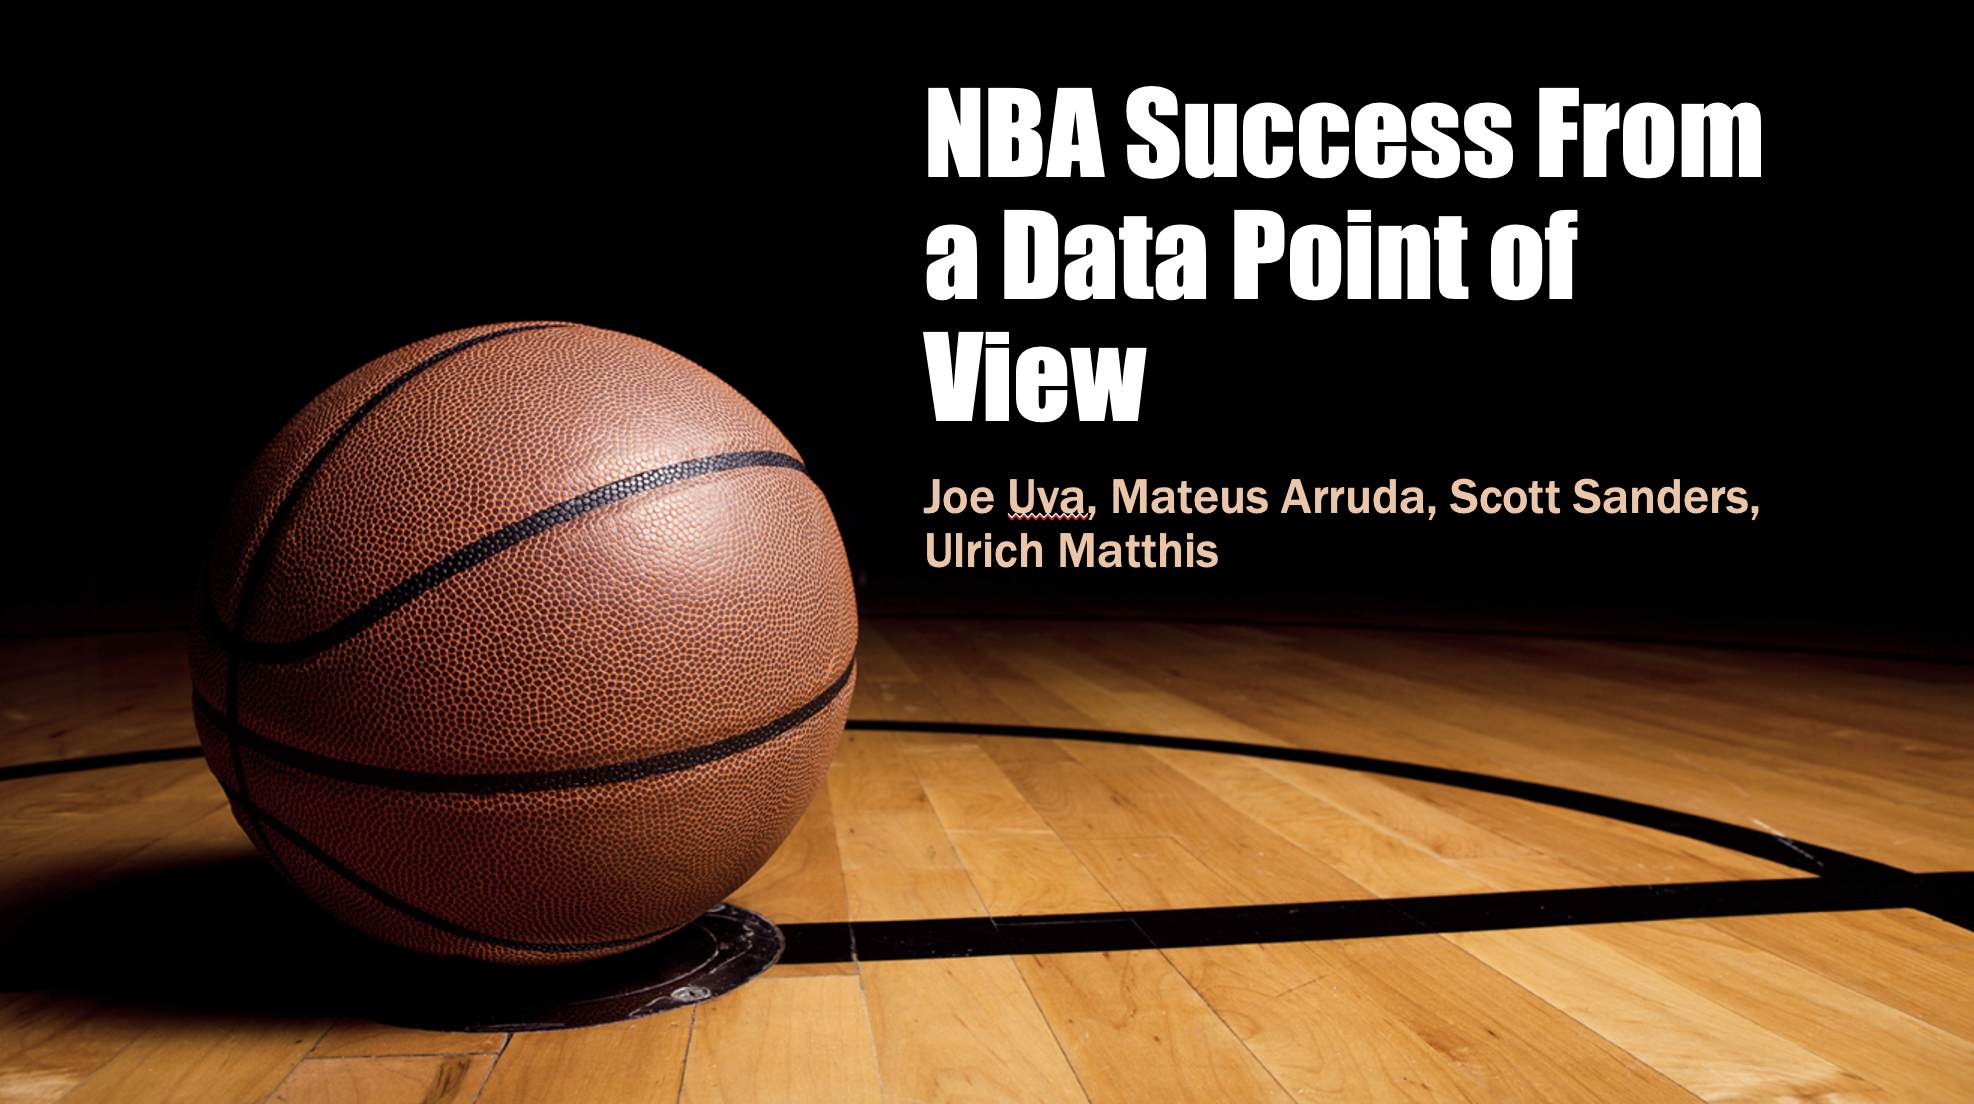 NBA Success From
a Data Point of
View
Joe Uva, Mateus Arruda, Scott Sanders,
Ulrich Matthis